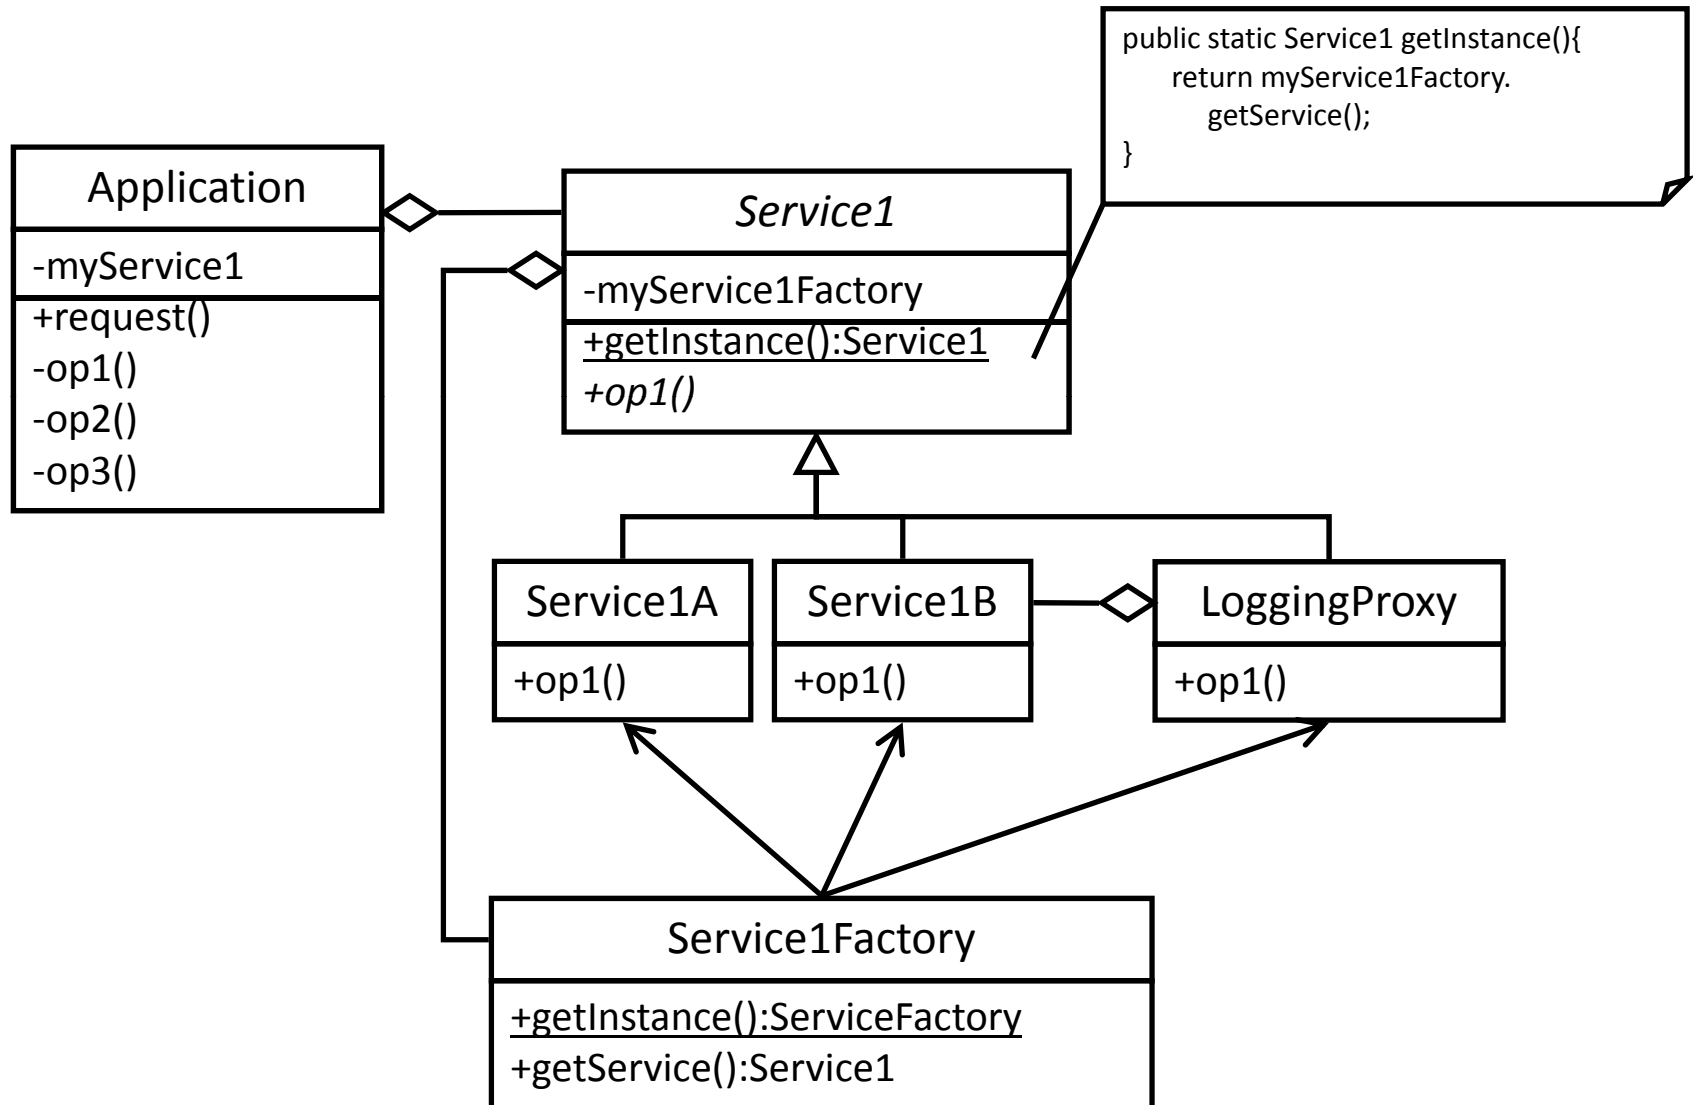 public static Service1 getInstance(){
return myService1Factory.
getService();
}
Application
-myService1
+request()
-op1()
-op2()
-op3()
Service1
-myService1Factory
+getInstance():Service1
+op1()
Service1A
+op1()
Service1B
+op1()
LoggingProxy
+op1()
Service1Factory
+getInstance():ServiceFactory
+getService():Service1